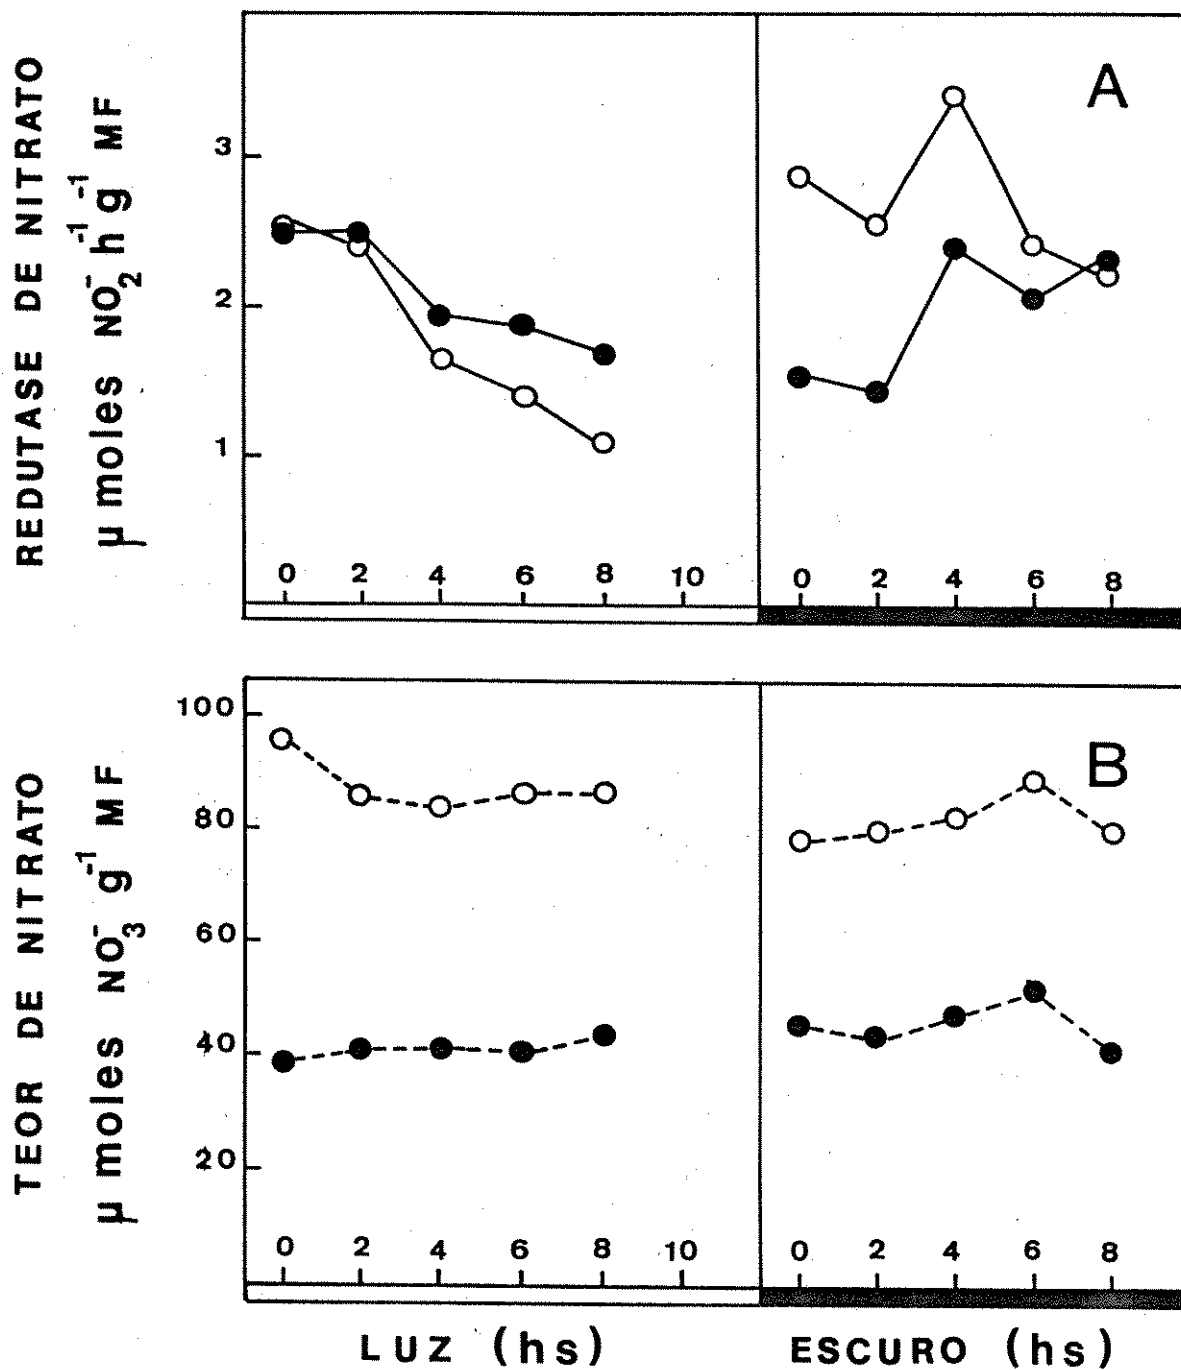 REDUTASE DE NITRATO
µ moles NO₂⁻ h⁻¹ g⁻¹ MF
A
3
2
1
0 2 4 6 8 10
0 2 4 6 8
TEOR DE NITRATO
µ moles NO₃⁻ g⁻¹ MF
B
100
80
60
40
20
0 2 4 6 8 10
0 2 4 6 8
LUZ (hs)
ESCURO (hs)